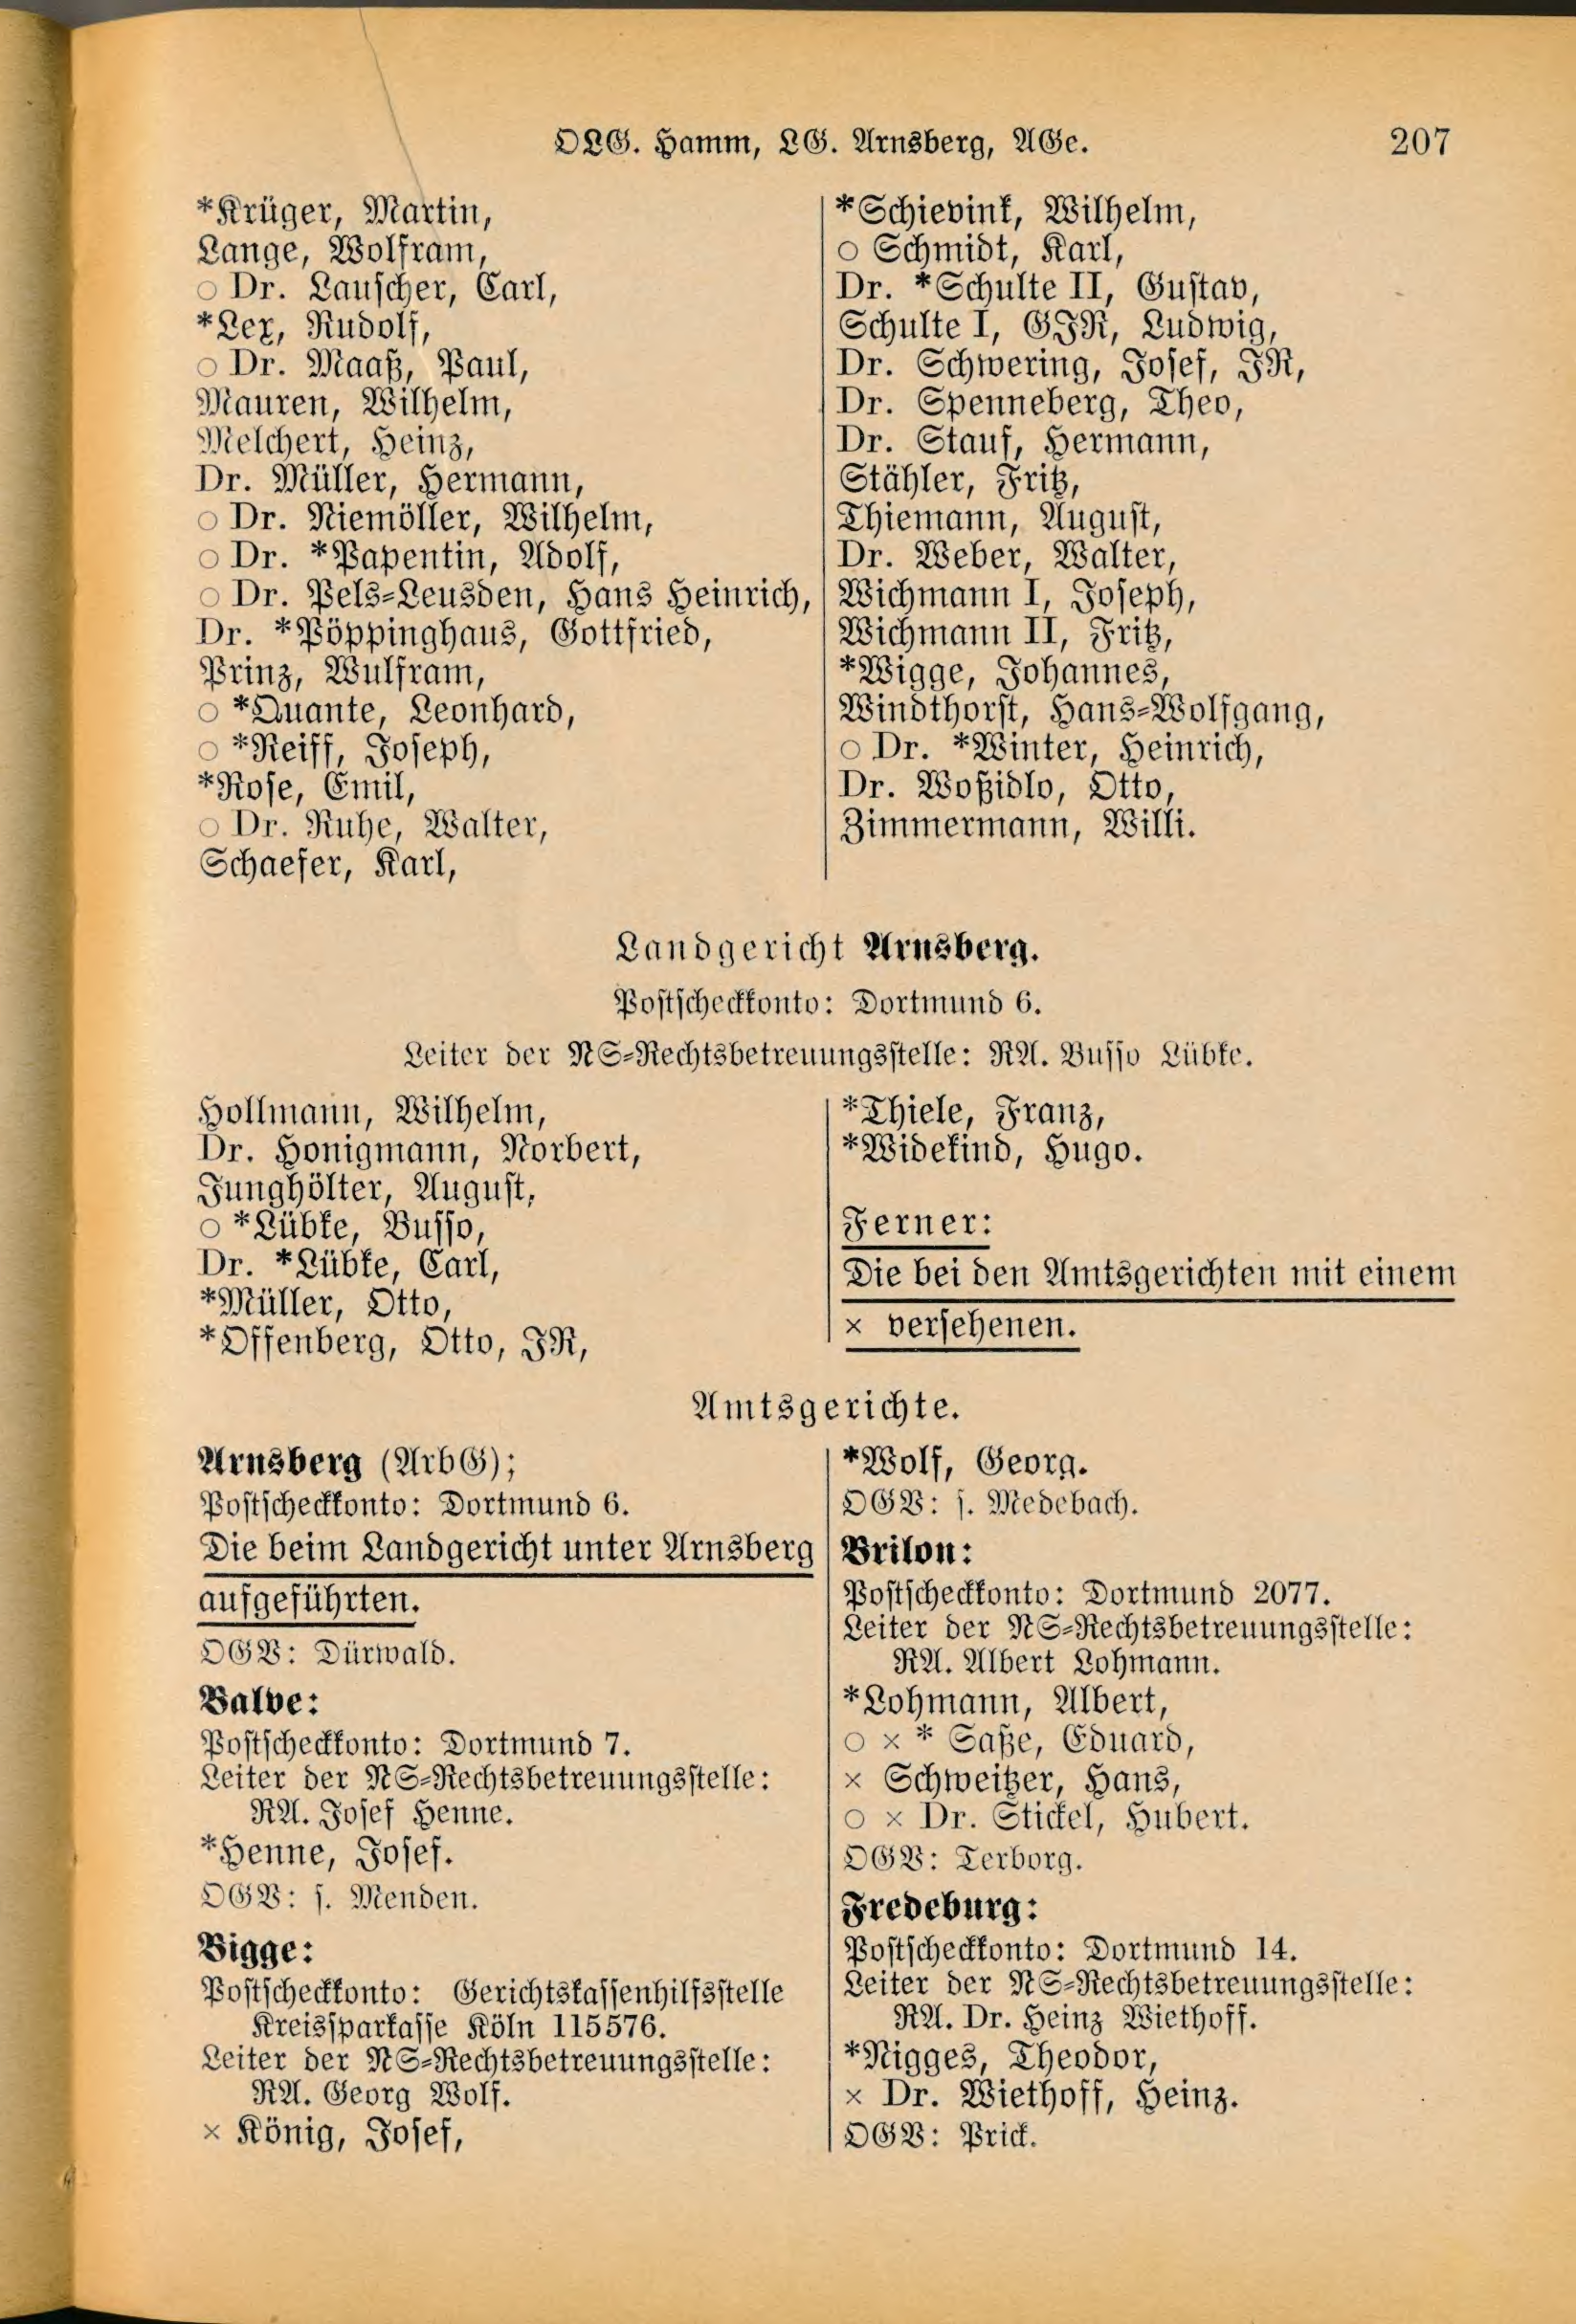 OLG. Hamm, LG. Arnsberg, AGe. 207
*Krüger, Martin,
Lange, Wolfram,
○ Dr. Lauscher, Carl,
*Lex, Rudolf,
○ Dr. Maaß, Paul,
Mauren, Wilhelm,
Melchert, Heinz,
Dr. Müller, Hermann,
○ Dr. Niemöller, Wilhelm,
○ Dr. *Papentin, Adolf,
○ Dr. Pels-Leusden, Hans Heinrich,
Dr. *Pöppinghaus, Gottfried,
Prinz, Wulfram,
○ *Quante, Leonhard,
○ *Reiff, Joseph,
*Rose, Emil,
○ Dr. Ruhe, Walter,
Schaefer, Karl,
*Schievink, Wilhelm,
○ Schmidt, Karl,
Dr. *Schulte II, Gustav,
Schulte I, GJR, Ludwig,
Dr. Schwering, Josef, JR,
Dr. Spenneberg, Theo,
Dr. Stauf, Hermann,
Stähler, Fritz,
Thiemann, August,
Dr. Weber, Walter,
Wichmann I, Joseph,
Wichmann II, Fritz,
*Wigge, Johannes,
Windthorst, Hans-Wolfgang,
○ Dr. *Winter, Heinrich,
Dr. Woßidlo, Otto,
Zimmermann, Willi.
Landgericht Arnsberg.
Postscheckkonto: Dortmund 6.
Leiter der NS-Rechtsbetreuungsstelle: RA. Busso Lübke.
Hollmann, Wilhelm,
Dr. Honigmann, Norbert,
Junghölter, August,
○ *Lübke, Busso,
Dr. *Lübke, Carl,
*Müller, Otto,
*Offenberg, Otto, JR,
*Thiele, Franz,
*Widekind, Hugo.
Ferner:
Die bei den Amtsgerichten mit einem
× versehenen.
Amtsgerichte.
Arnsberg (ArbG);
Postscheckkonto: Dortmund 6.
Die beim Landgericht unter Arnsberg
aufgeführten.
OGV: Dürwald.
Balve:
Postscheckkonto: Dortmund 7.
Leiter der NS-Rechtsbetreuungsstelle:
RA. Josef Henne.
*Henne, Josef.
OGV: s. Menden.
Bigge:
Postscheckkonto: Gerichtskassenhilfsstelle
Kreissparkasse Köln 115576.
Leiter der NS-Rechtsbetreuungsstelle:
RA. Georg Wolf.
× König, Josef,
*Wolf, Georg.
OGV: s. Medebach.
Brilon:
Postscheckkonto: Dortmund 2077.
Leiter der NS-Rechtsbetreuungsstelle:
RA. Albert Lohmann.
*Lohmann, Albert,
○ × * Saße, Eduard,
× Schweitzer, Hans,
○ × Dr. Stickel, Hubert.
OGV: Terborg.
Fredeburg:
Postscheckkonto: Dortmund 14.
Leiter der NS-Rechtsbetreuungsstelle:
RA. Dr. Heinz Wiethoff.
*Nigges, Theodor,
× Dr. Wiethoff, Heinz.
OGV: Prick.